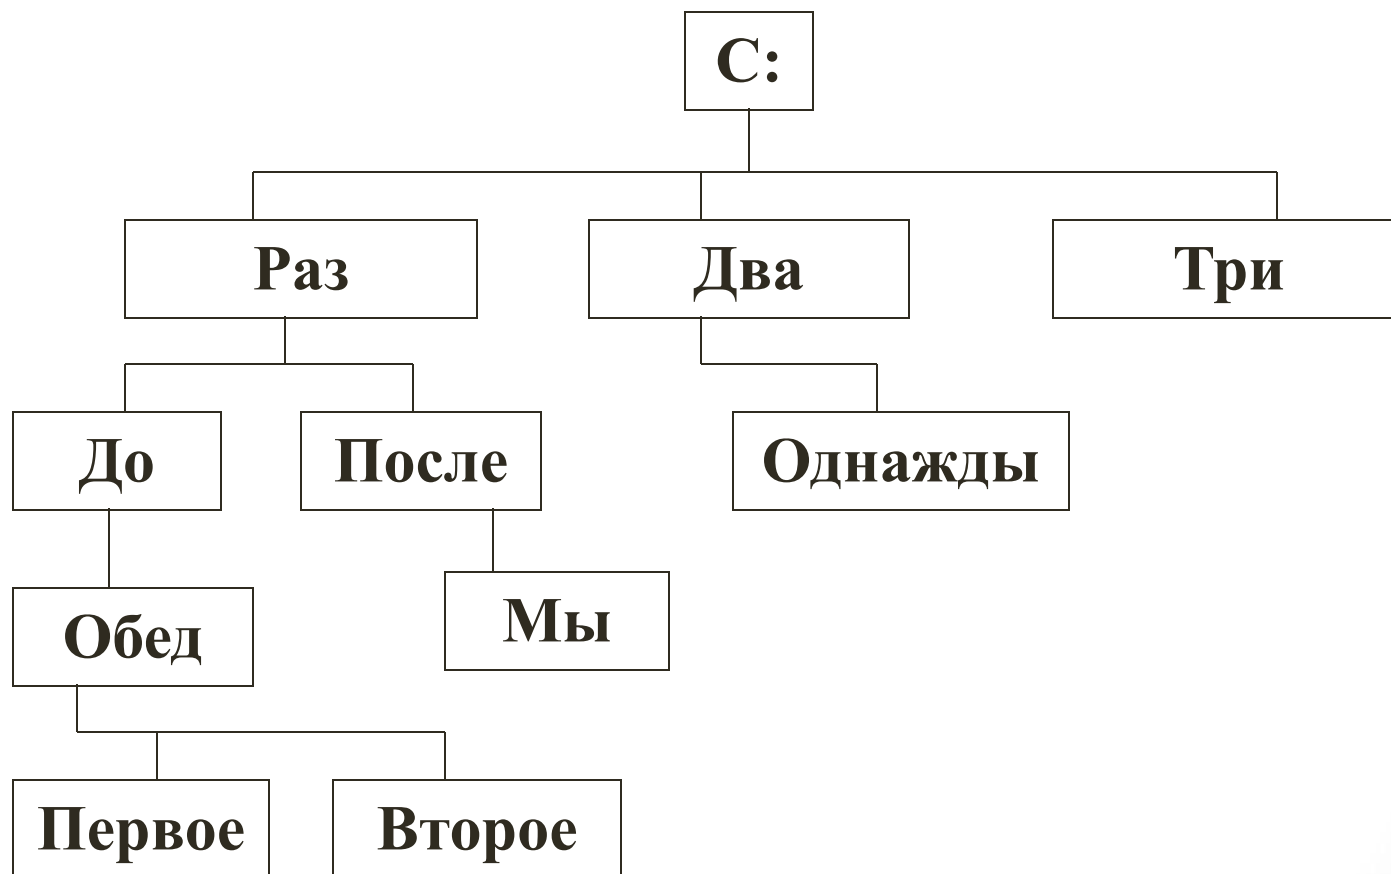 С:
Раз
Два
Три
До
После
Однажды
Обед
Мы
Первое
Второе